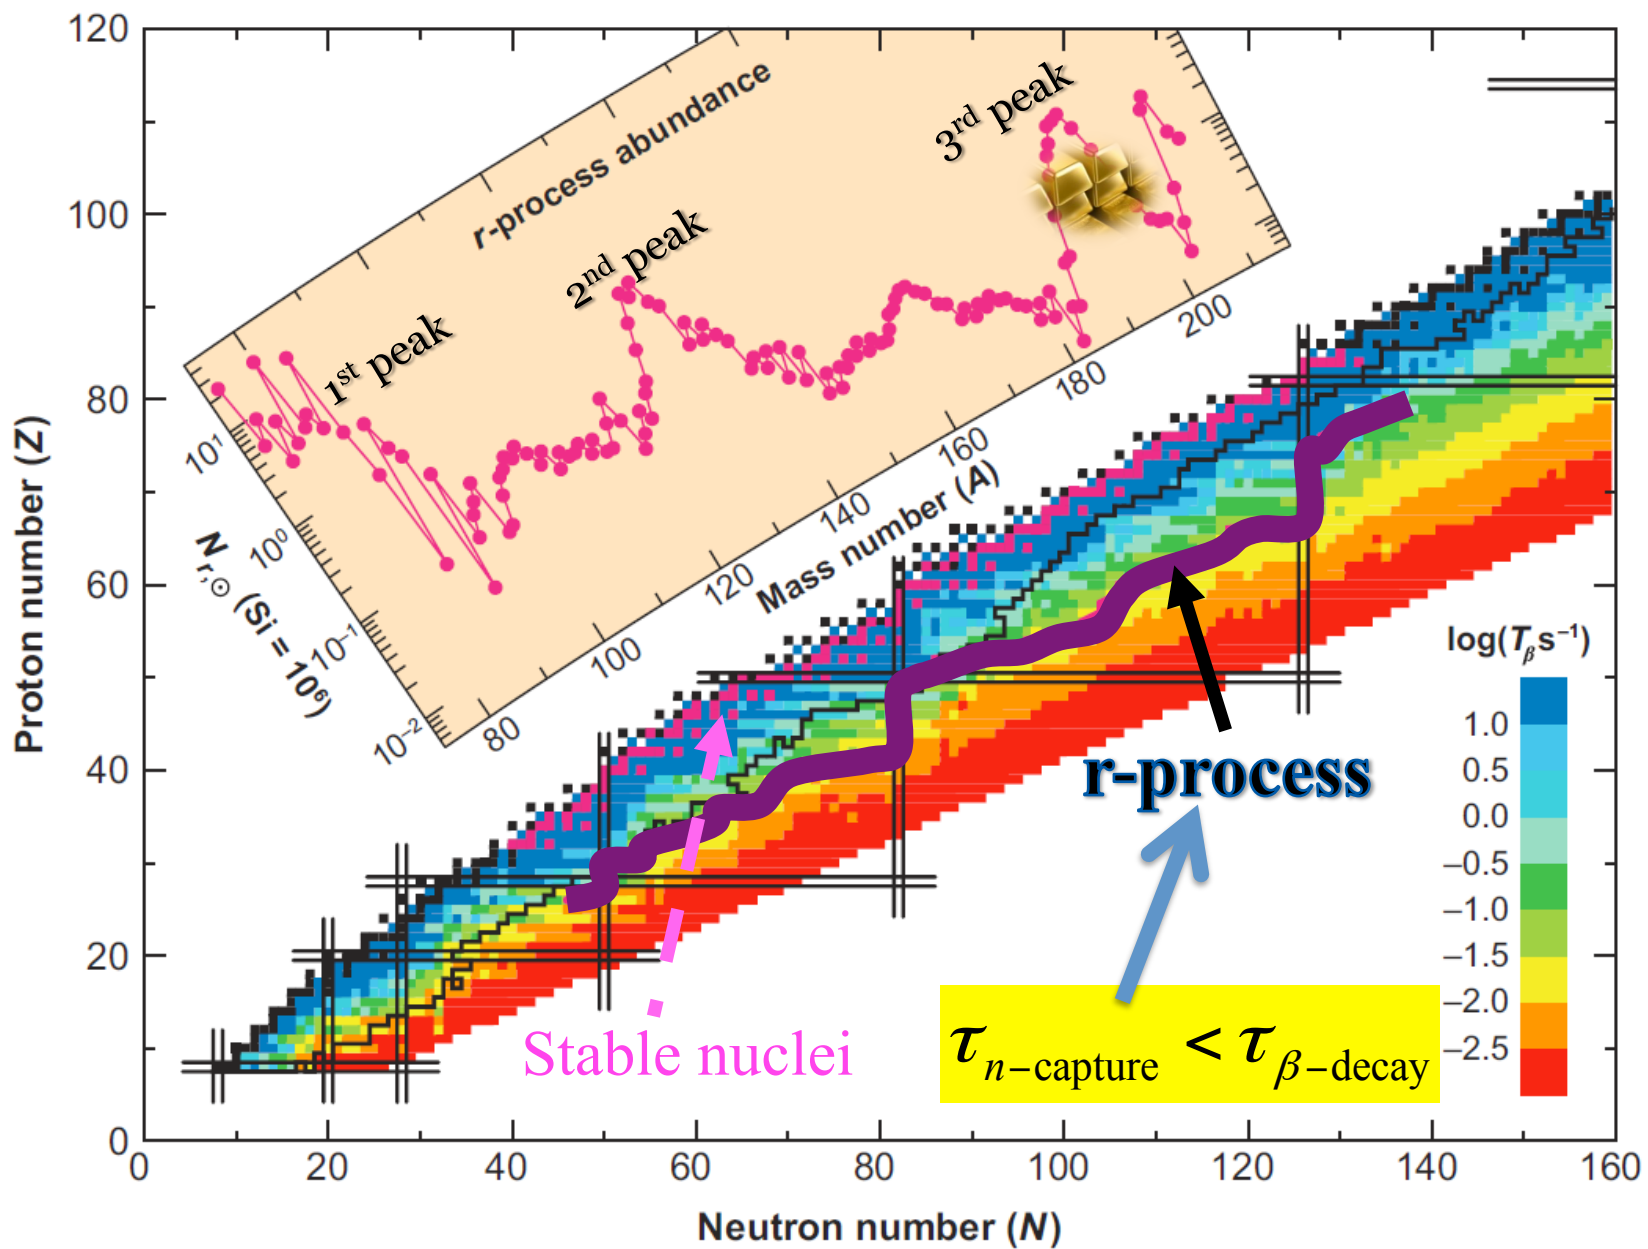 120
100
80
60
40
20
0
Proton number (Z)
0 20 40 60 80 100 120 140 160
Neutron number (N)
r-process abundance
1st peak
2nd peak
3rd peak
10¹
10⁰
10⁻¹
10⁻²
N r,⊙ (Si = 10⁶)
80 100 120 140 160 180 200
Mass number (A)
log(Tβ s⁻¹)
1.0
0.5
0.0
−0.5
−1.0
−1.5
−2.0
−2.5
r-process
Stable nuclei
τ n−capture < τ β−decay